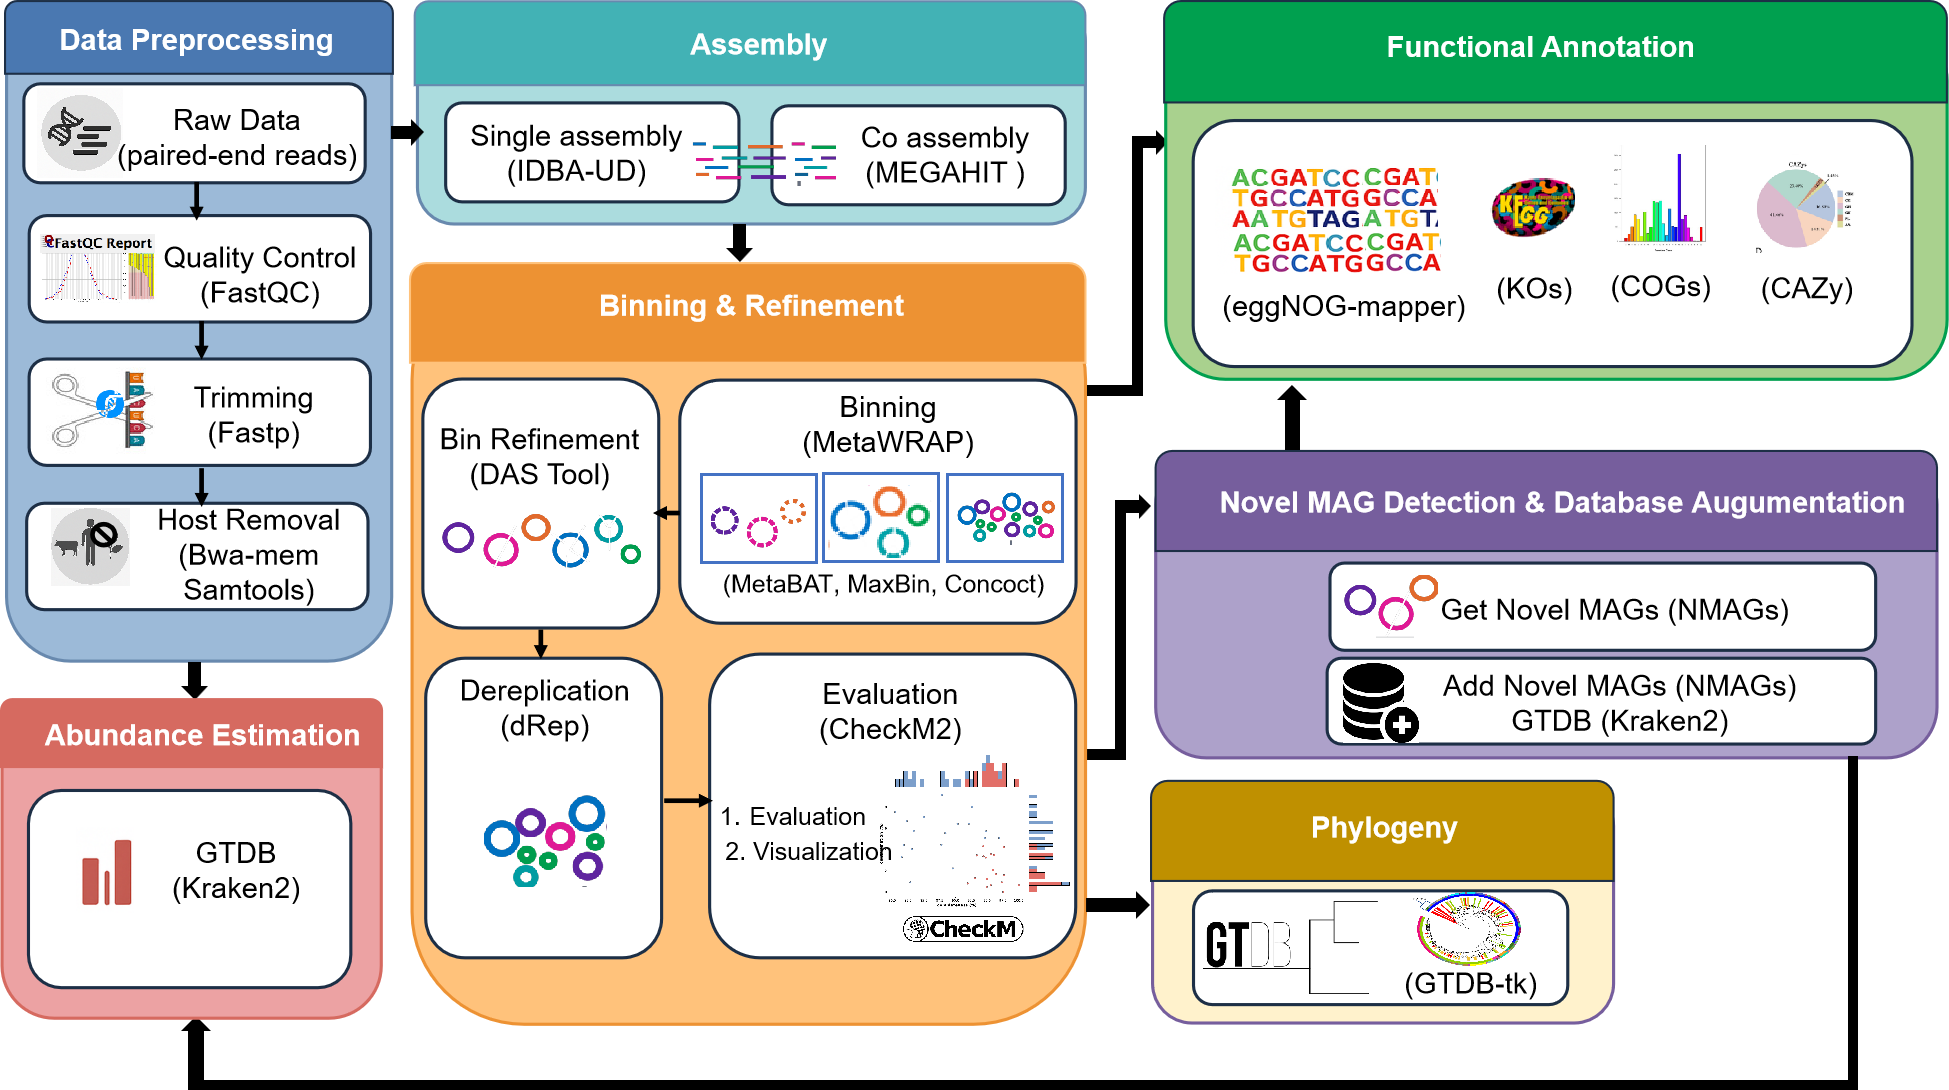 Data Preprocessing
Raw Data
(paired-end reads)
FastQC Report
Quality Control
(FastQC)
Trimming
(Fastp)
Host Removal
(Bwa-mem
Samtools)
Abundance Estimation
GTDB
(Kraken2)
Assembly
Single assembly
(IDBA-UD)
Co assembly
(MEGAHIT )
Binning & Refinement
Binning
(MetaWRAP)
(MetaBAT, MaxBin, Concoct)
Bin Refinement
(DAS Tool)
Dereplication
(dRep)
Evaluation
(CheckM2)
1. Evaluation
2. Visualization
CheckM
Functional Annotation
ACGATCCCGAT
TGCCATGGCCA
AATGTAGATGT
ACGATCCCGAT
TGCCATGGCCA
(eggNOG-mapper)
KEGG
(KOs)
(COGs)
CAZy
(CAZy)
Novel MAG Detection & Database Augumentation
Get Novel MAGs (NMAGs)
Add Novel MAGs (NMAGs)
GTDB (Kraken2)
Phylogeny
GTDB
(GTDB-tk)